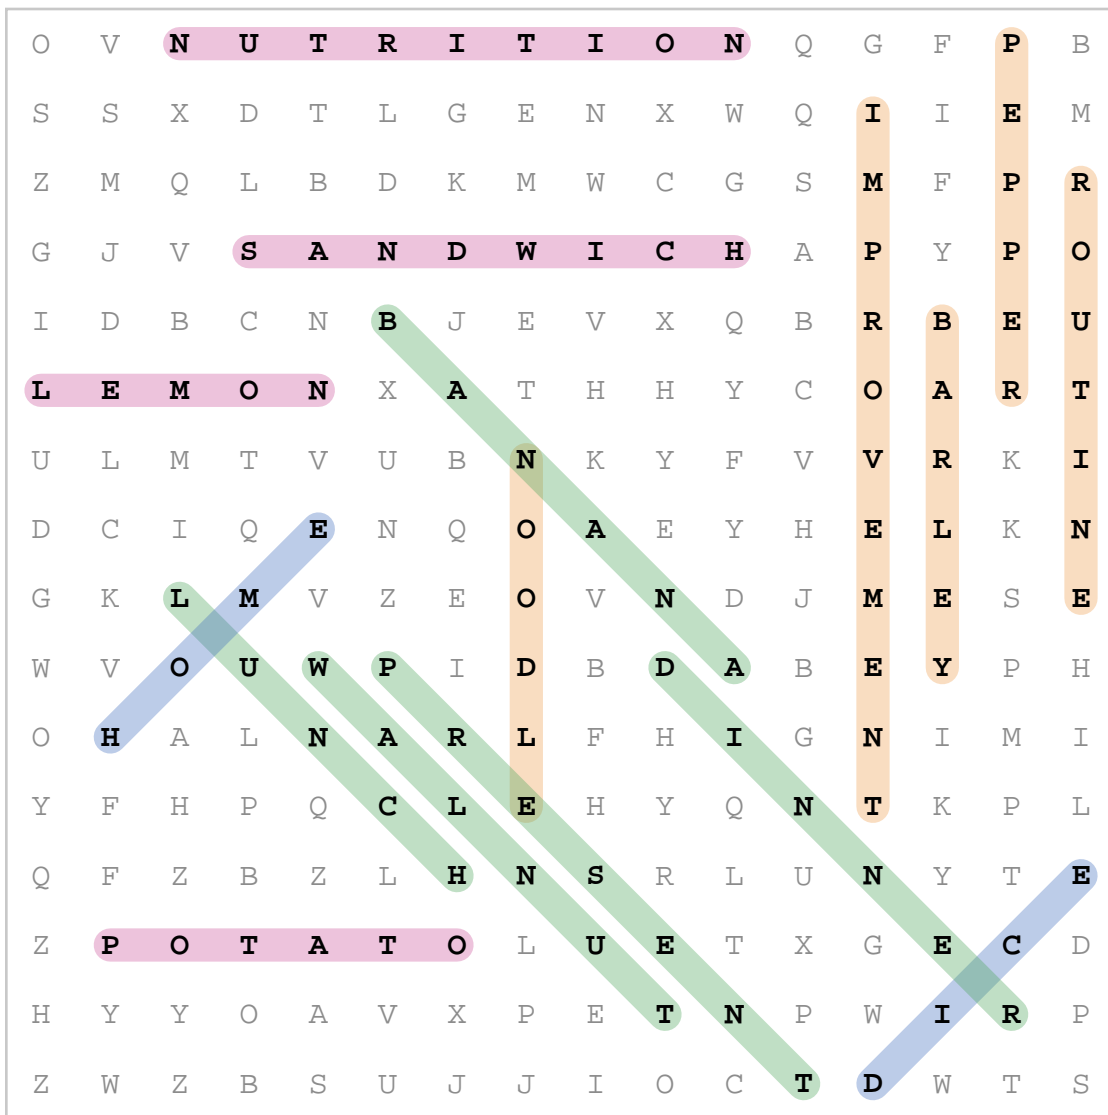 O V N U T R I T I O N Q G F P B
S S X D T L G E N X W Q I I E M
Z M Q L B D K M W C G S M F P R
G J V S A N D W I C H A P Y P O
I D B C N B J E V X Q B R B E U
L E M O N X A T H H Y C O A R T
U L M T V U B N K Y F V V R K I
D C I Q E N Q O A E Y H E L K N
G K L M V Z E O V N D J M E S E
W V O U W P I D B D A B E Y P H
O H A L N A R L F H I G N I M I
Y F H P Q C L E H Y Q N T K P L
Q F Z B Z L H N S R L U N Y T E
Z P O T A T O L U E T X G E C D
H Y Y O A V X P E T N P W I R P
Z W Z B S U J J I O C T D W T S